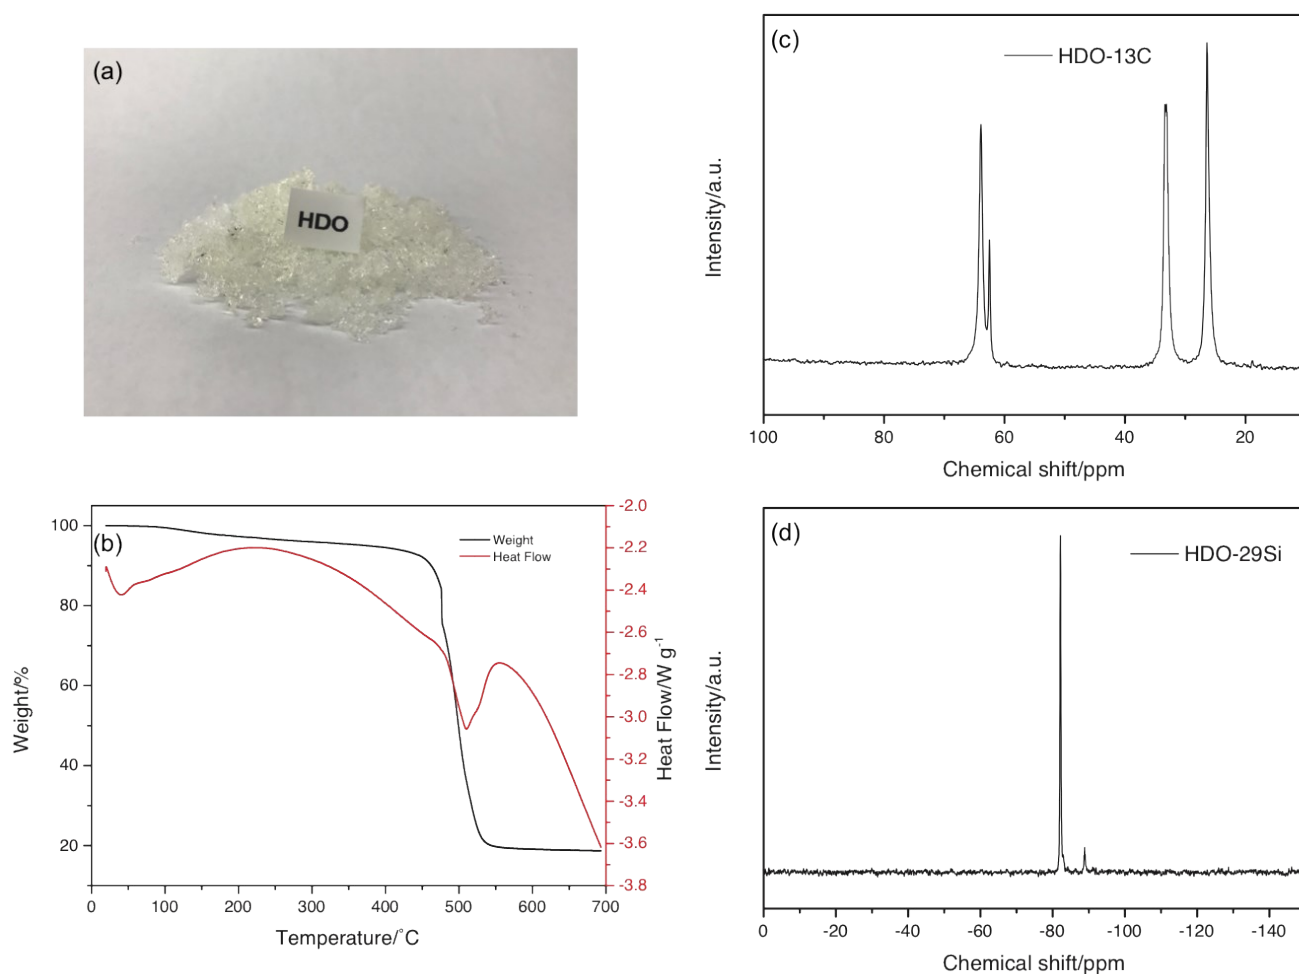 (a)
HDO
(c)
HDO-13C
Intensity/a.u.
100 80 60 40 20
Chemical shift/ppm
(b)
Weight
Heat Flow
100
80
60
40
20
Weight/%
-2.0
-2.2
-2.4
-2.6
-2.8
-3.0
-3.2
-3.4
-3.6
-3.8
Heat Flow/W g⁻¹
0 100 200 300 400 500 600 700
Temperature/°C
(d)
HDO-29Si
Intensity/a.u.
0 -20 -40 -60 -80 -100 -120 -140
Chemical shift/ppm